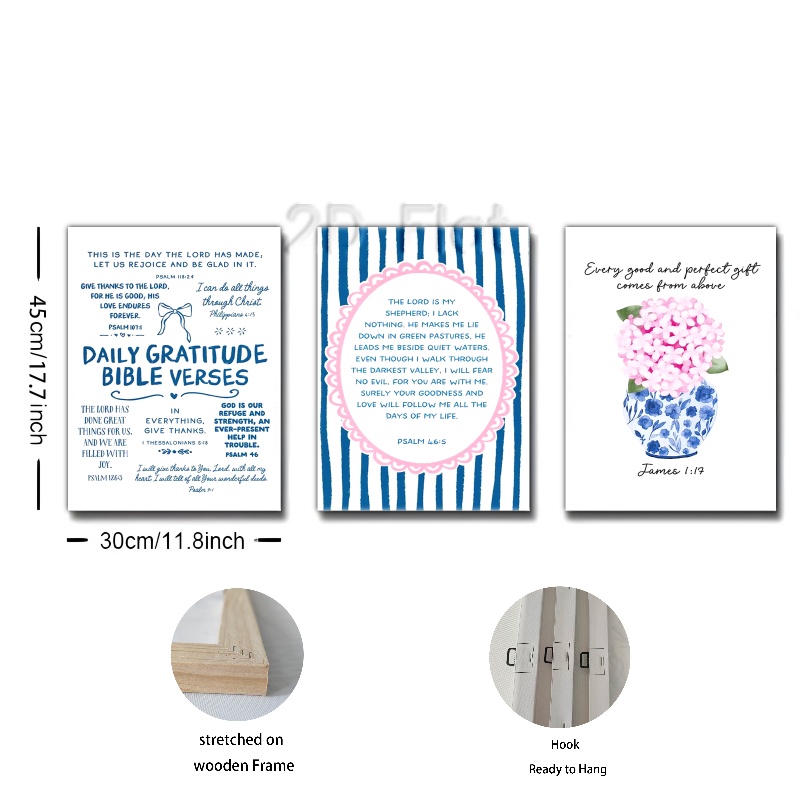 2D Flat
45cm/17.7inch
THIS IS THE DAY THE LORD HAS MADE;
LET US REJOICE AND BE GLAD IN IT.
PSALM 118:24
GIVE THANKS TO THE LORD,
FOR HE IS GOOD; HIS
LOVE ENDURES
FOREVER.
PSALM 107:1
I can do all things
through Christ.
Philippians 4:13
DAILY GRATITUDE
BIBLE VERSES
THE LORD HAS
DONE GREAT
THINGS FOR US.
AND WE ARE
FILLED WITH
JOY.
PSALM 126:3
IN
EVERYTHING,
GIVE THANKS.
1 THESSALONIANS 5:18
GOD IS OUR
REFUGE AND
STRENGTH, AN
EVER-PRESENT
HELP IN
TROUBLE.
PSALM 46
I will give thanks to You, Lord, with all my
heart; I will tell of all Your wonderful deeds.
Psalm 9:1
THE LORD IS MY
SHEPHERD; I LACK
NOTHING. HE MAKES ME LIE
DOWN IN GREEN PASTURES, HE
LEADS ME BESIDE QUIET WATERS.
EVEN THOUGH I WALK THROUGH
THE DARKEST VALLEY, I WILL FEAR
NO EVIL, FOR YOU ARE WITH ME.
SURELY YOUR GOODNESS AND
LOVE WILL FOLLOW ME ALL THE
DAYS OF MY LIFE.
PSALM 46:5
Every good and perfect gift
comes from above
James 1:17
30cm/11.8inch
stretched on
wooden Frame
Hook
Ready to Hang